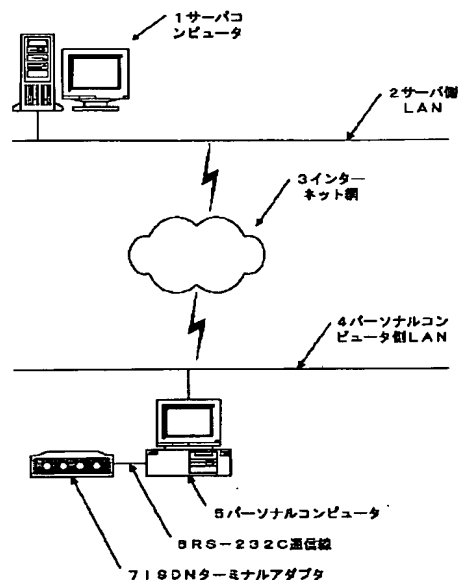 1サーバコ
ンピュータ
2サーバ側
LAN
3インター
ネット網
4パーソナルコン
ピュータ側LAN
5パーソナルコンピュータ
6RS-232C通信線
7ISDNターミナルアダプタ